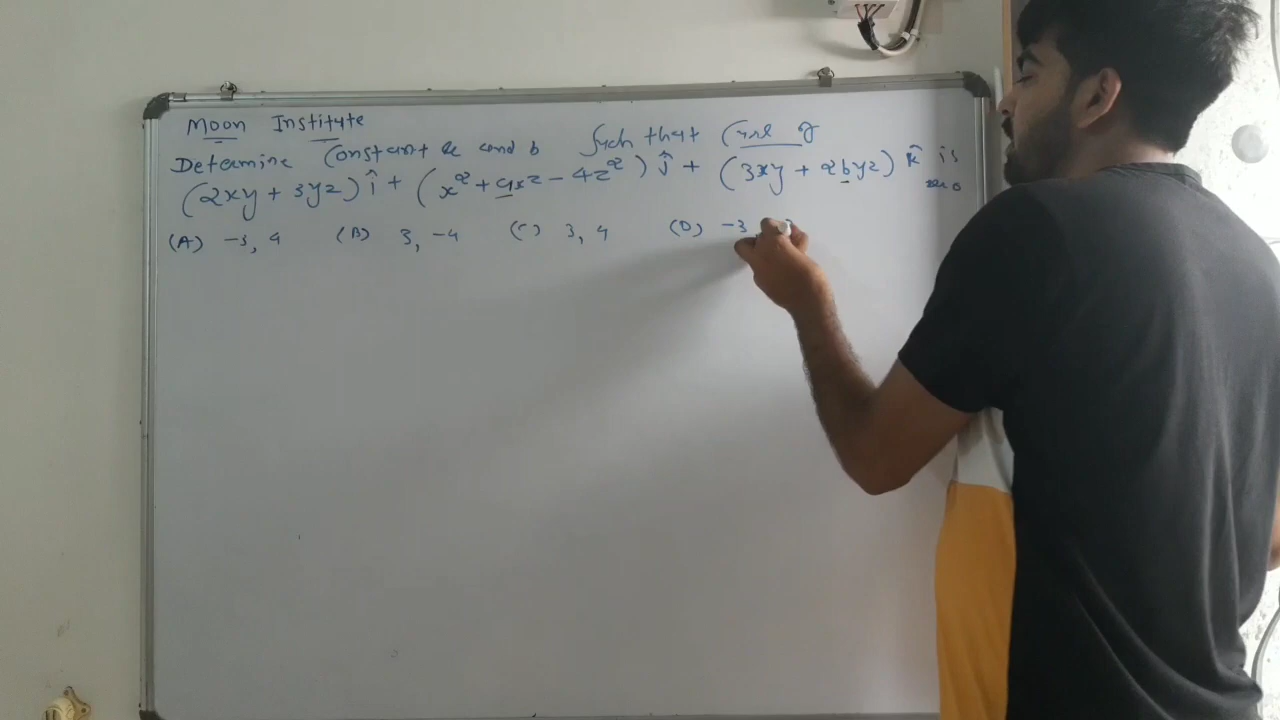 Moon Institute
Determine Constant a and b Such that Curl of
(2xy + 3yz) î + (x² + axz - 4z²) ĵ + (3xy + 2byz) k̂ is zero
(A) -3, 4 (B) 3, -4 (C) 3, 4 (D) -3